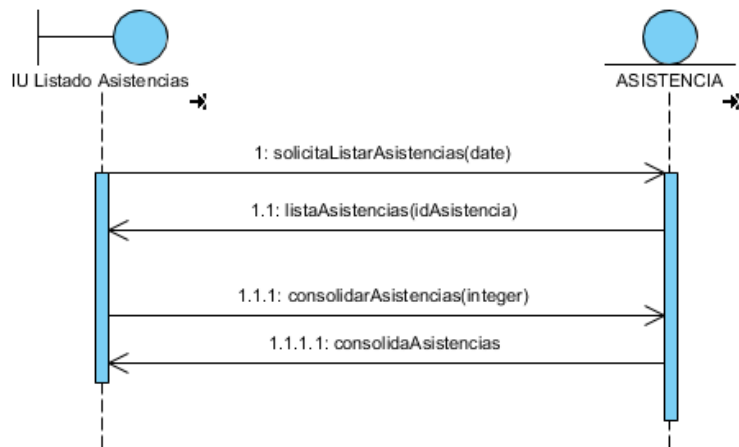 IU Listado Asistencias
ASISTENCIA
1: solicitaListarAsistencias(date)
1.1: listaAsistencias(idAsistencia)
1.1.1: consolidarAsistencias(integer)
1.1.1.1: consolidaAsistencias